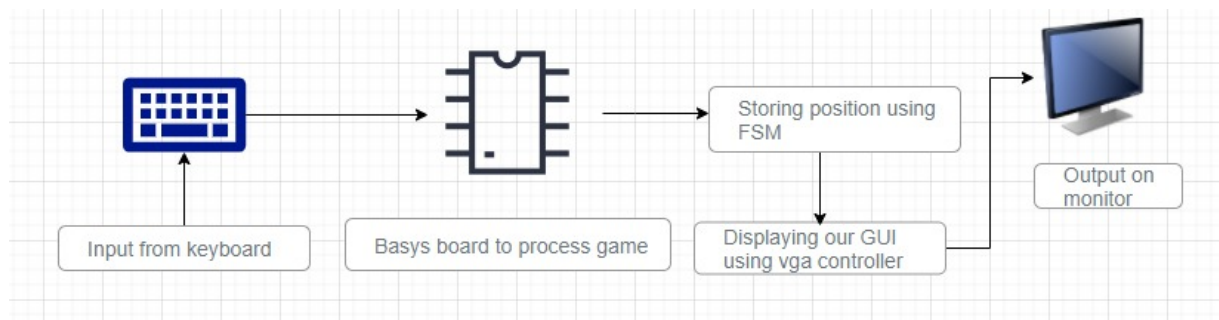 Storing position using
FSM
Output on
monitor
Input from keyboard
Basys board to process game
Displaying our GUI
using vga controller